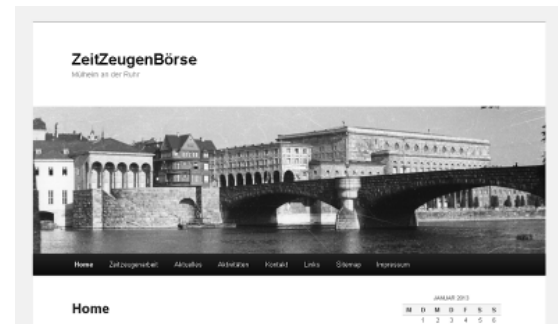 ZeitZeugenBörse
Mülheim an der Ruhr
Home Zeitzeugenarbeit Aktuelles Aktivitäten Kontakt Links Sitemap Impressum
Home
JANUAR 2013
M D M D F S S
1 2 3 4 5 6